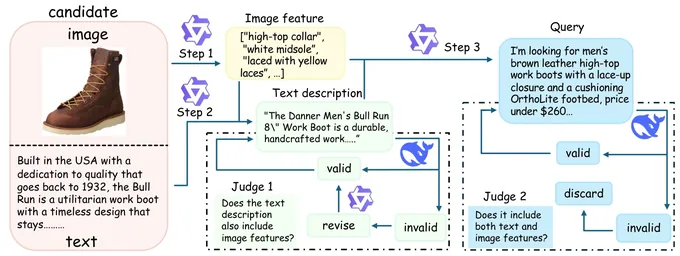 candidate
image
Built in the USA with a
dedication to quality that
goes back to 1932, the Bull
Run is a utilitarian work boot
with a timeless design that
stays.........
text
Step 1
Step 2
Image feature
["high-top collar",
"white midsole",
"laced with yellow
laces", ...]
Text description
"The Danner Men's Bull Run
8\" Work Boot is a durable,
handcrafted work....."
valid
Judge 1
Does the text
description
also include
image features?
revise
invalid
Step 3
Query
I'm looking for men's
brown leather high-top
work boots with a lace-up
closure and a cushioning
OrthoLite footbed, price
under $260...
valid
discard
Judge 2
Does it include
both text and
image features?
invalid